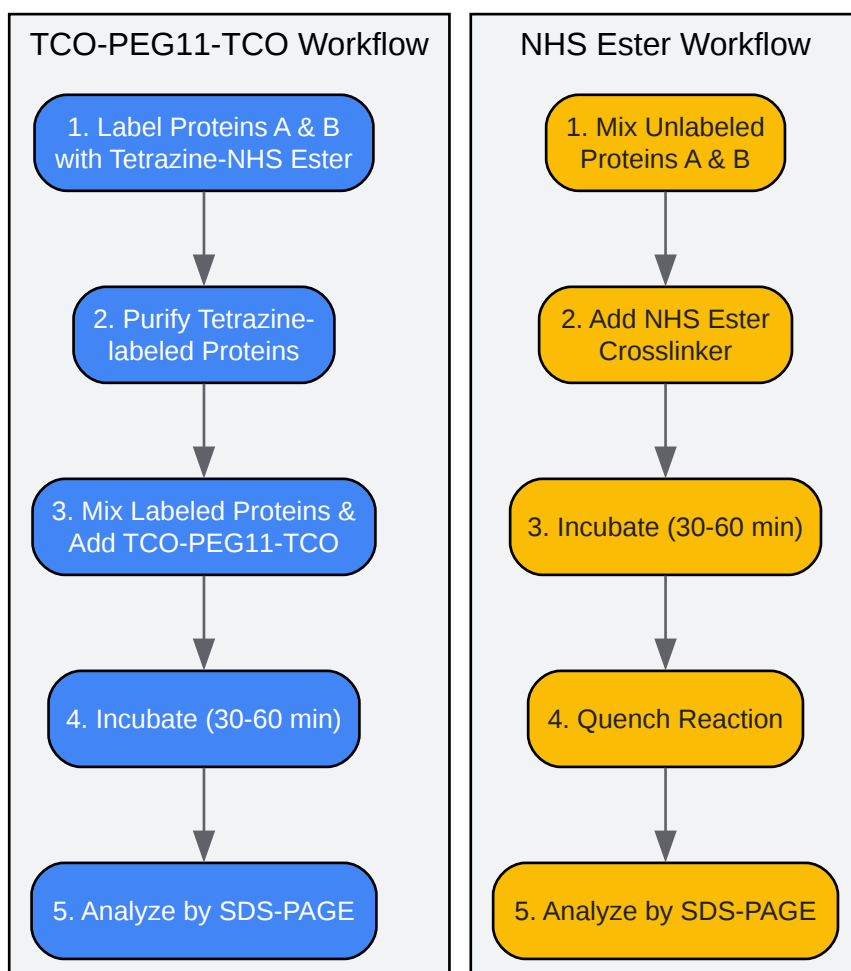 TCO-PEG11-TCO Workflow
1. Label Proteins A & B
with Tetrazine-NHS Ester
2. Purify Tetrazine-
labeled Proteins
3. Mix Labeled Proteins &
Add TCO-PEG11-TCO
4. Incubate (30-60 min)
5. Analyze by SDS-PAGE
NHS Ester Workflow
1. Mix Unlabeled
Proteins A & B
2. Add NHS Ester
Crosslinker
3. Incubate (30-60 min)
4. Quench Reaction
5. Analyze by SDS-PAGE